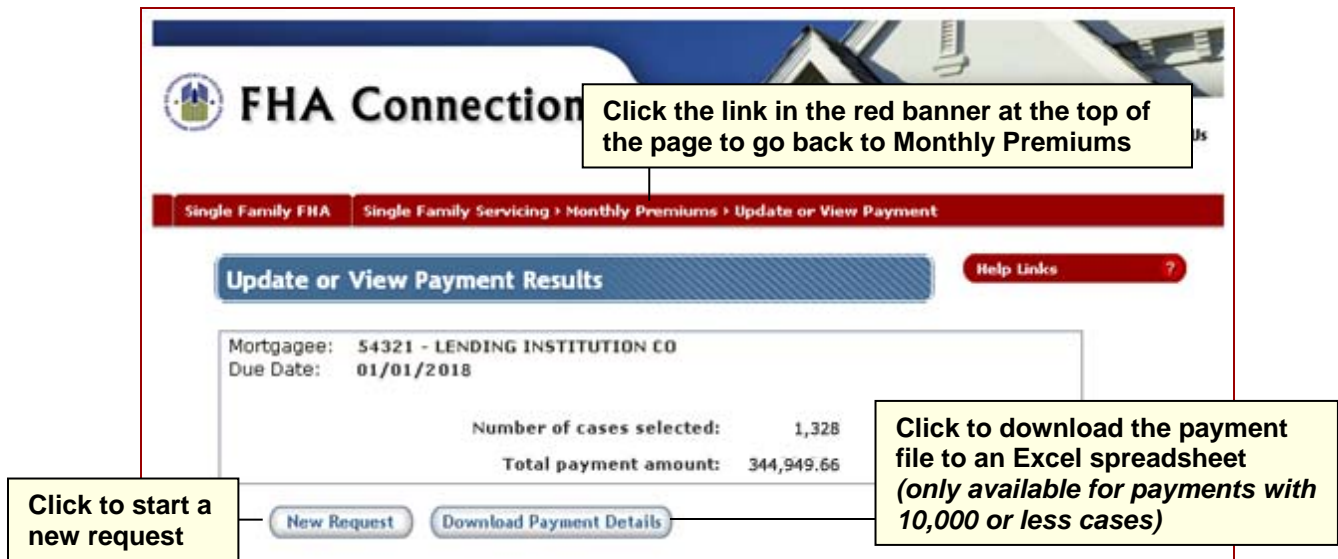 FHA Connection
Click the link in the red banner at the top of
the page to go back to Monthly Premiums
Us
Single Family FHA
Single Family Servicing › Monthly Premiums › Update or View Payment
Update or View Payment Results
Help Links ?
Mortgagee: 54321 - LENDING INSTITUTION CO
Due Date: 01/01/2018
Number of cases selected: 1,328
Total payment amount: 344,949.66
Click to download the payment
file to an Excel spreadsheet
(only available for payments with
10,000 or less cases)
Click to start a
new request
New Request
Download Payment Details